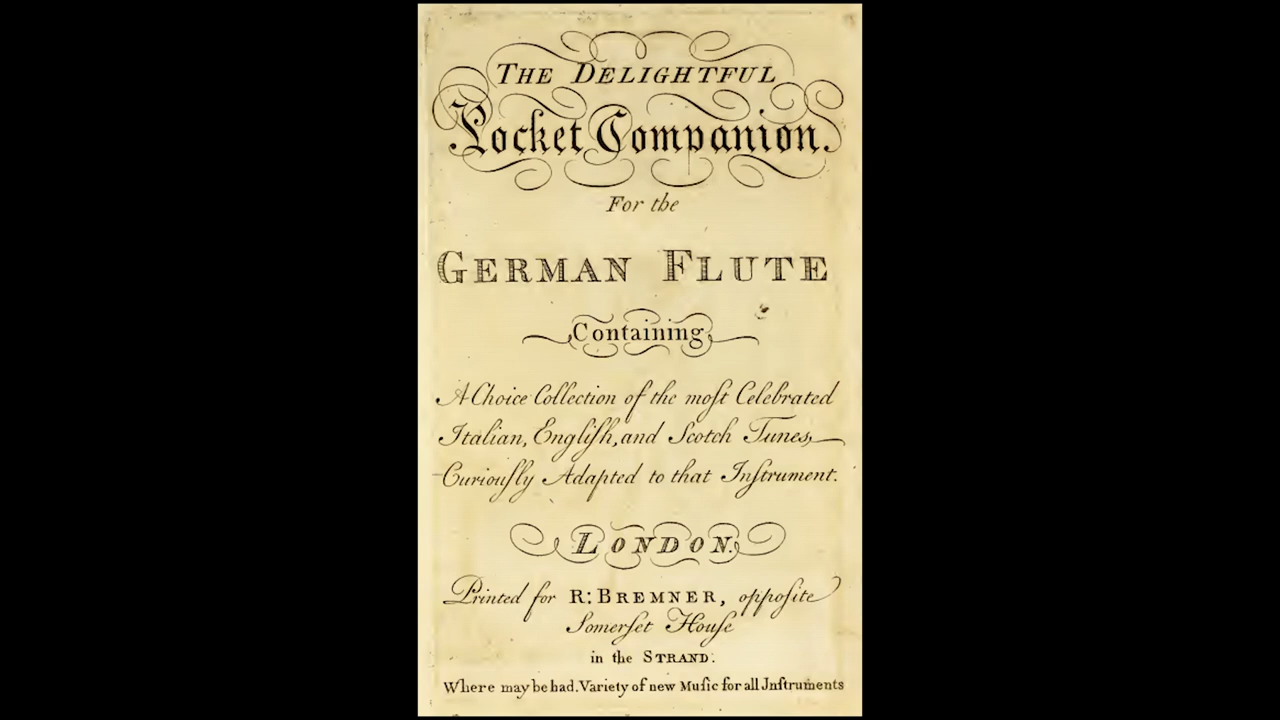 THE DELIGHTFUL
Pocket Companion.
For the
GERMAN FLUTE
Containing
A Choice Collection of the moſt Celebrated
Italian, Engliſh, and Scotch Tunes,
Curiouſly Adapted to that Inſtrument.
LONDON.
Printed for R: BREMNER, oppoſite
Somerſet Houſe
in the STRAND.
Where may be had. Variety of new Muſic for all Inſtruments